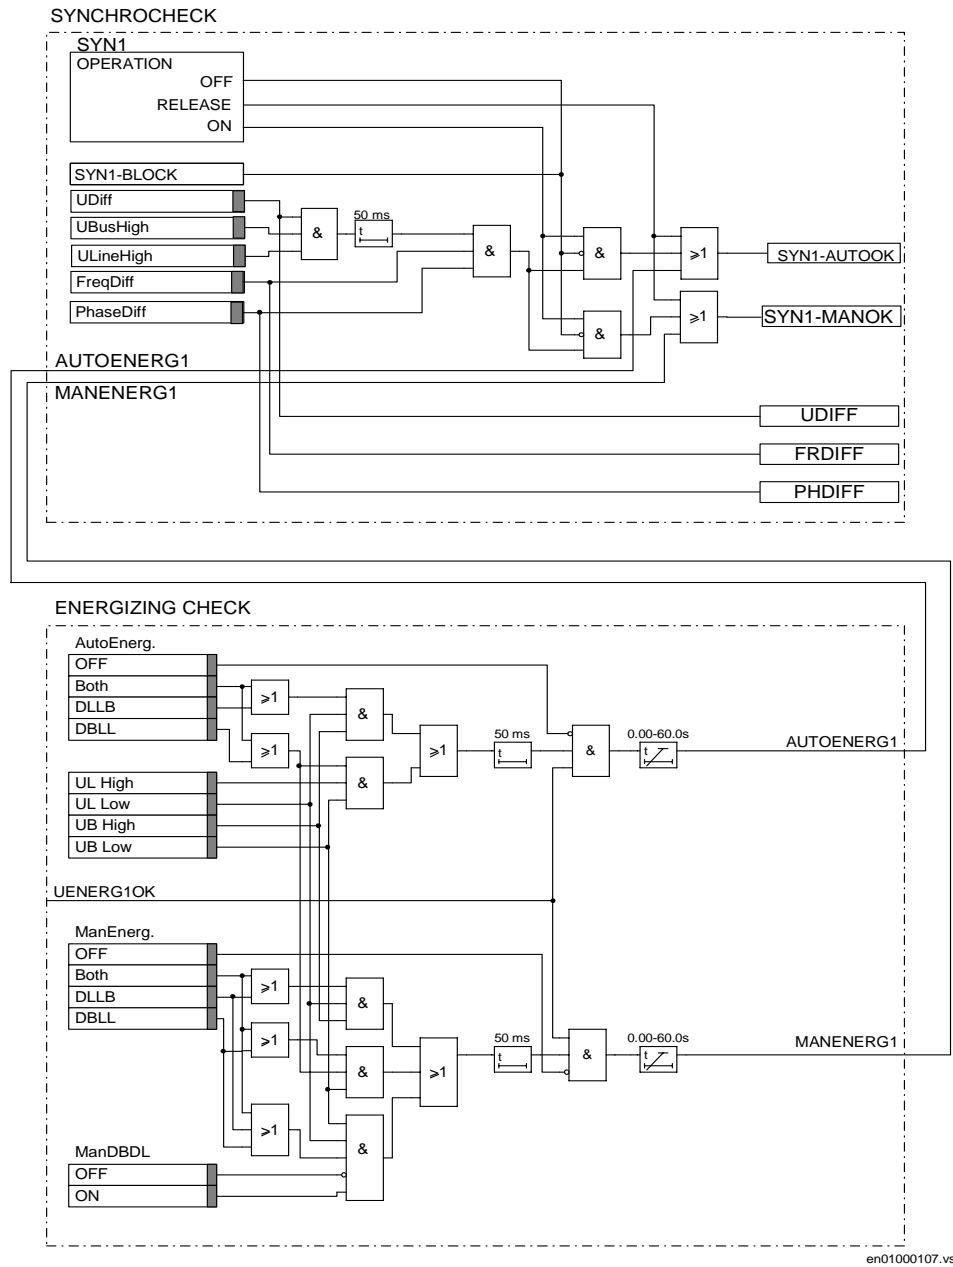 SYNCHROCHECK
SYN1
OPERATION
OFF
RELEASE
ON
SYN1-BLOCK
UDiff
UBusHigh
ULineHigh
FreqDiff
PhaseDiff
&
50 ms
t
&
&
&
≥1
≥1
SYN1-AUTOOK
SYN1-MANOK
AUTOENERG1
MANENERG1
UDIFF
FRDIFF
PHDIFF
ENERGIZING CHECK
AutoEnerg.
OFF
Both
DLLB
DBLL
≥1
≥1
&
&
≥1
50 ms
t
&
0.00-60.0s
t
AUTOENERG1
UL High
UL Low
UB High
UB Low
UENERG1OK
ManEnerg.
OFF
Both
DLLB
DBLL
≥1
≥1
≥1
&
&
&
≥1
50 ms
t
&
0.00-60.0s
t
MANENERG1
ManDBDL
OFF
ON
en01000107.vs